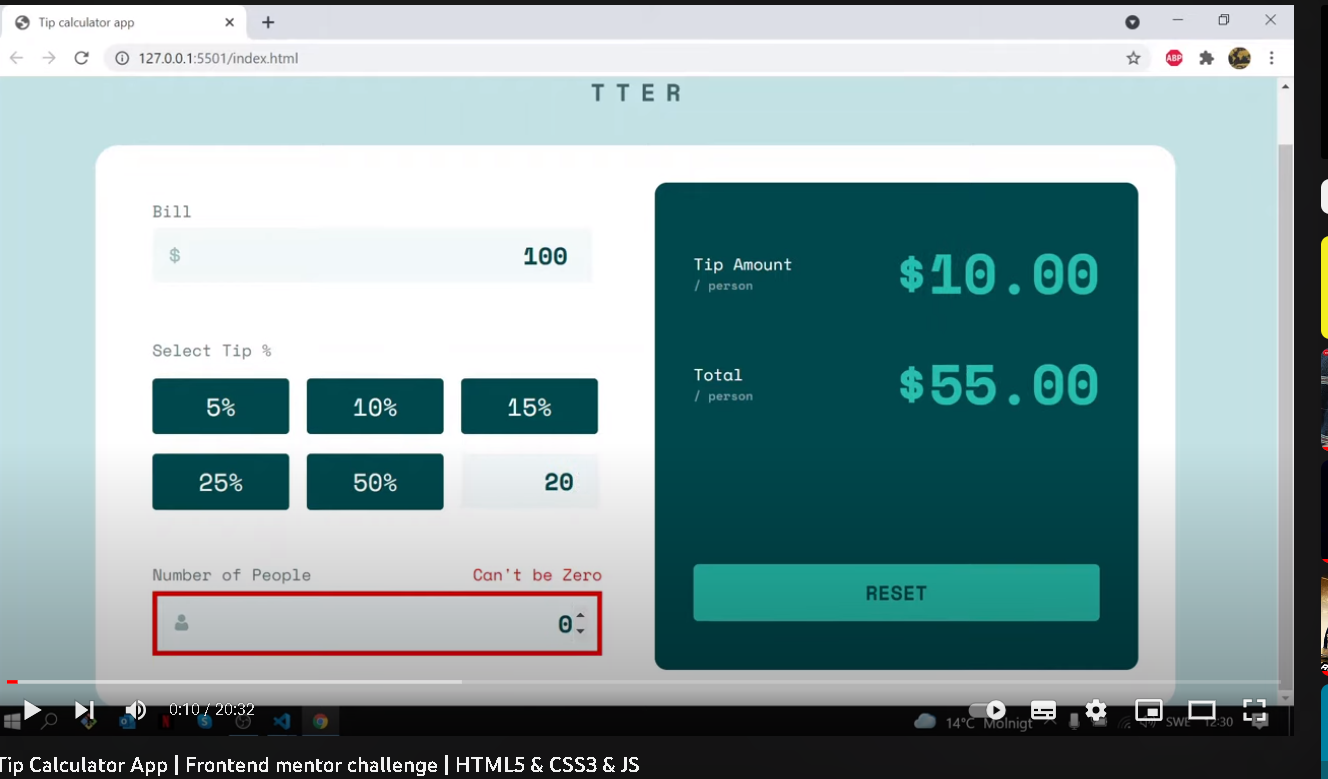 Tip calculator app
127.0.0.1:5501/index.html
ABP
TTER
Bill
$ 100
Select Tip %
5% 10% 15%
25% 50% 20
Number of People Can't be Zero
0
Tip Amount
/ person
$10.00
Total
/ person
$55.00
RESET
0:10 / 20:32
14°C Molnigt SWE 12:30
Tip Calculator App | Frontend mentor challenge | HTML5 & CSS3 & JS